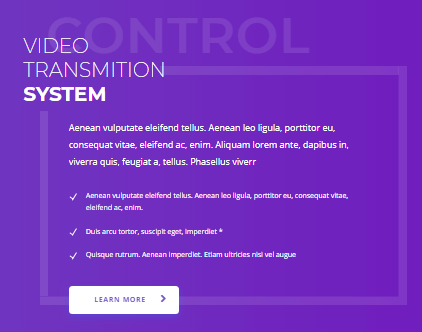 CONTROL
VIDEO
TRANSMITION
SYSTEM
Aenean vulputate eleifend tellus. Aenean leo ligula, porttitor eu,
consequat vitae, eleifend ac, enim. Aliquam lorem ante, dapibus in,
viverra quis, feugiat a, tellus. Phasellus viverr
Aenean vulputate eleifend tellus. Aenean leo ligula, porttitor eu, consequat vitae,
eleifend ac, enim.
Duis arcu tortor, suscipit eget, imperdiet *
Quisque rutrum. Aenean imperdiet. Etiam ultricies nisl vel augue
LEARN MORE